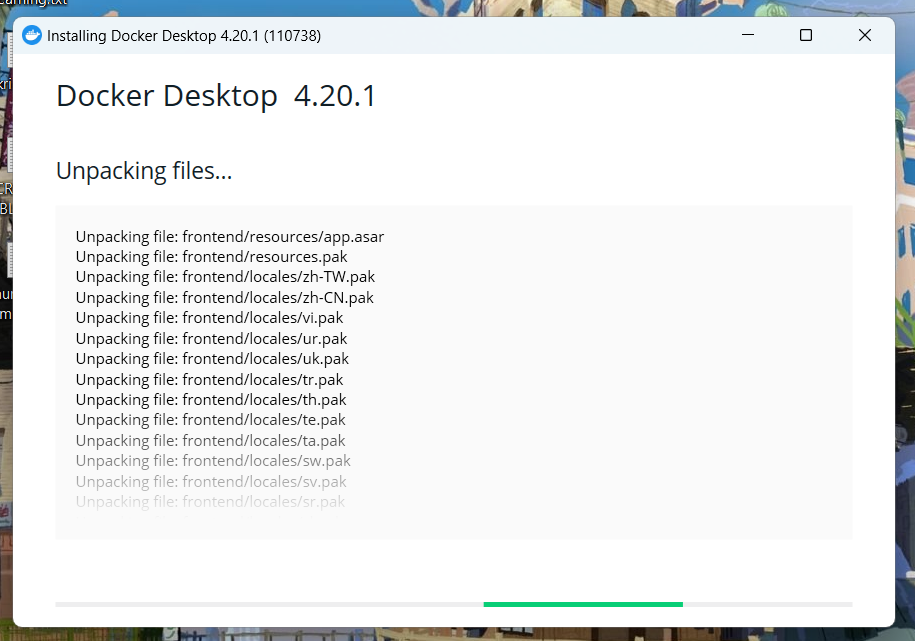 Installing Docker Desktop 4.20.1 (110738)
Docker Desktop 4.20.1
Unpacking files...
Unpacking file: frontend/resources/app.asar
Unpacking file: frontend/resources.pak
Unpacking file: frontend/locales/zh-TW.pak
Unpacking file: frontend/locales/zh-CN.pak
Unpacking file: frontend/locales/vi.pak
Unpacking file: frontend/locales/ur.pak
Unpacking file: frontend/locales/uk.pak
Unpacking file: frontend/locales/tr.pak
Unpacking file: frontend/locales/th.pak
Unpacking file: frontend/locales/te.pak
Unpacking file: frontend/locales/ta.pak
Unpacking file: frontend/locales/sw.pak
Unpacking file: frontend/locales/sv.pak
Unpacking file: frontend/locales/sr.pak